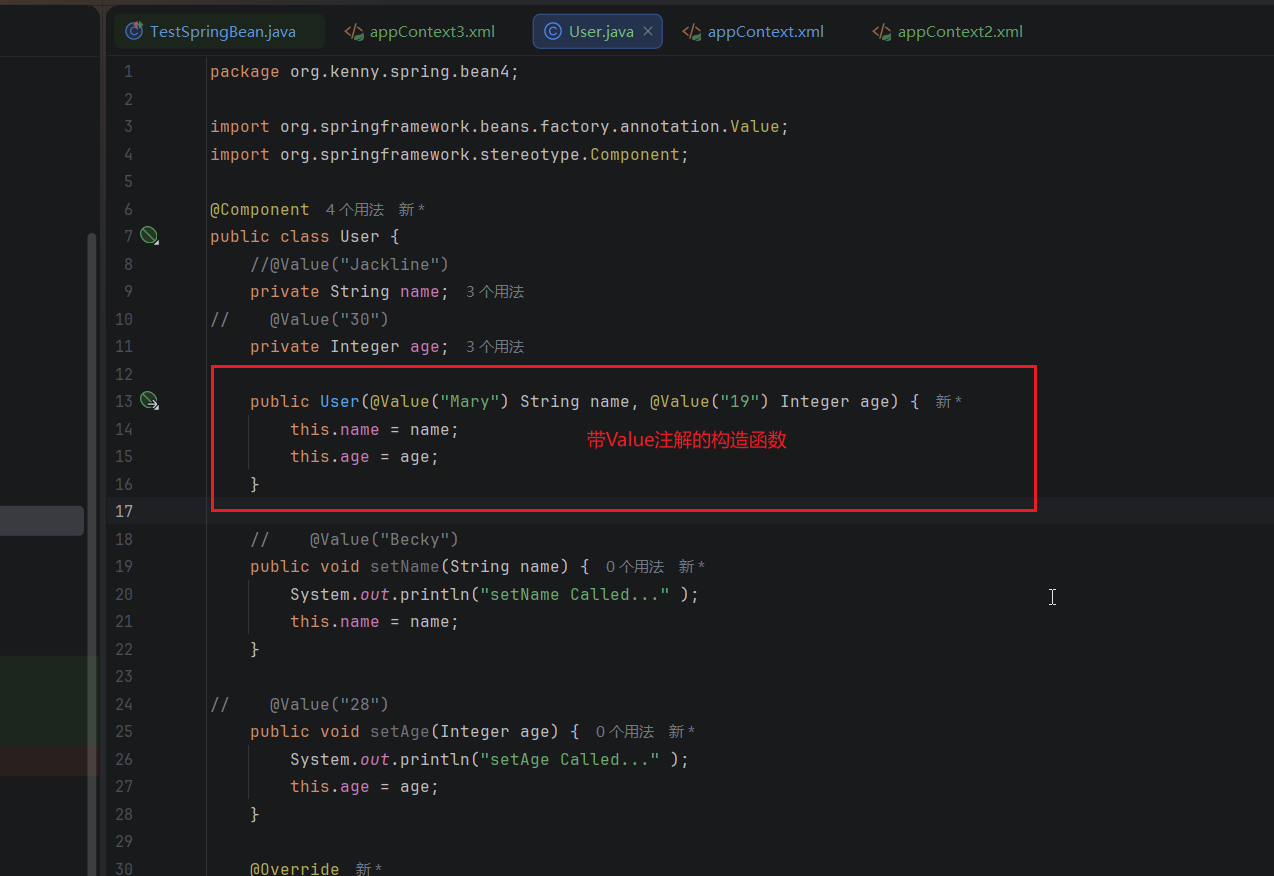 TestSpringBean.java appContext3.xml User.java appContext.xml appContext2.xml
1 package org.kenny.spring.bean4;
2
3 import org.springframework.beans.factory.annotation.Value;
4 import org.springframework.stereotype.Component;
5
6 @Component 4 个用法 新 *
7 public class User {
8 //@Value("Jackline")
9 private String name; 3 个用法
10 // @Value("30")
11 private Integer age; 3 个用法
12
13 public User(@Value("Mary") String name, @Value("19") Integer age) { 新 *
14 this.name = name;
带Value注解的构造函数
15 this.age = age;
16 }
17
18 // @Value("Becky")
19 public void setName(String name) { 0 个用法 新 *
20 System.out.println("setName Called..." );
21 this.name = name;
22 }
23
24 // @Value("28")
25 public void setAge(Integer age) { 0 个用法 新 *
26 System.out.println("setAge Called..." );
27 this.age = age;
28 }
29
30 @Override 新 *